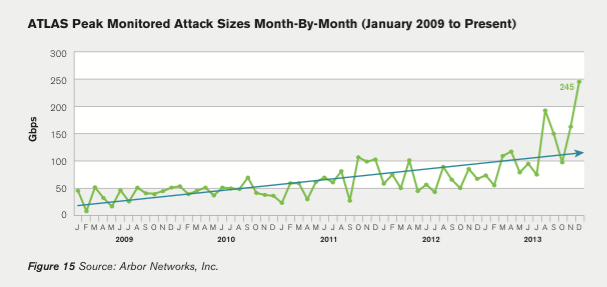 ATLAS Peak Monitored Attack Sizes Month-By-Month (January 2009 to Present)
300
250
245
200
Gbps
150
100
50
0
J F M A M J J A S O N D J F M A M J J A S O N D J F M A M J J A S O N D J F M A M J J A S O N D J F M A M J J A S O N D
2009 2010 2011 2012 2013
Figure 15 Source: Arbor Networks, Inc.